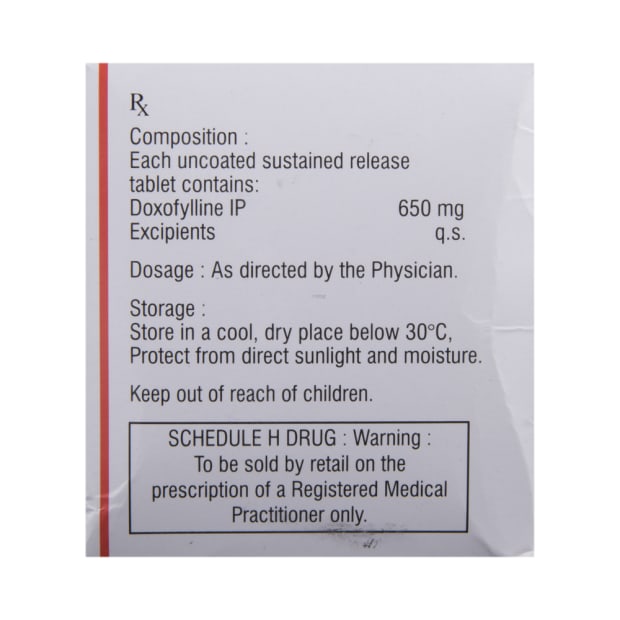 Rx
Composition :
Each uncoated sustained release
tablet contains:
Doxofylline IP 650 mg
Excipients q.s.
Dosage : As directed by the Physician.
Storage :
Store in a cool, dry place below 30°C,
Protect from direct sunlight and moisture.
Keep out of reach of children.
SCHEDULE H DRUG : Warning :
To be sold by retail on the
prescription of a Registered Medical
Practitioner only.